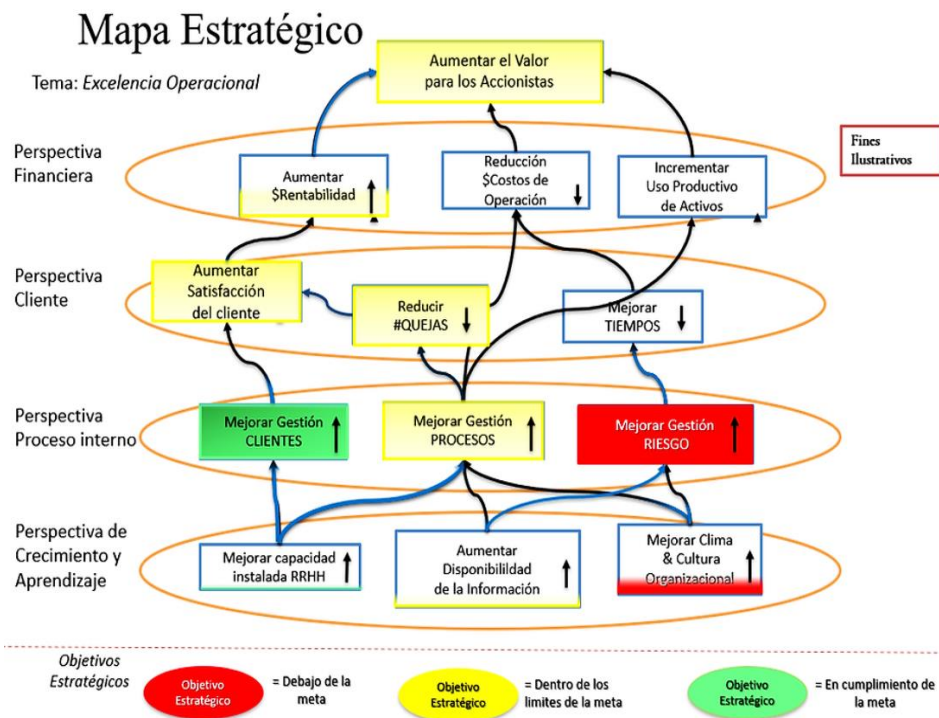 Mapa Estratégico
Tema: Excelencia Operacional
Aumentar el Valor
para los Accionistas
Perspectiva
Financiera
Aumentar
$Rentabilidad
Reducción
$Costos de
Operación
Incrementar
Uso Productivo
de Activos
Fines
Ilustrativos
Perspectiva
Cliente
Aumentar
Satisfacción
del cliente
Reducir
#QUEJAS
Mejorar
TIEMPOS
Perspectiva
Proceso interno
Mejorar Gestión
CLIENTES
Mejorar Gestión
PROCESOS
Mejorar Gestión
RIESGO
Perspectiva de
Crecimiento y
Aprendizaje
Mejorar capacidad
instalada RRHH
Aumentar
Disponibilildad
de la Información
Mejorar Clima
& Cultura
Organizacional
Objetivos
Estratégicos
Objetivo
Estratégico
= Debajo de la
meta
Objetivo
Estratégico
= Dentro de los
limites de la meta
Objetivo
Estratégico
= En cumplimiento de
la meta